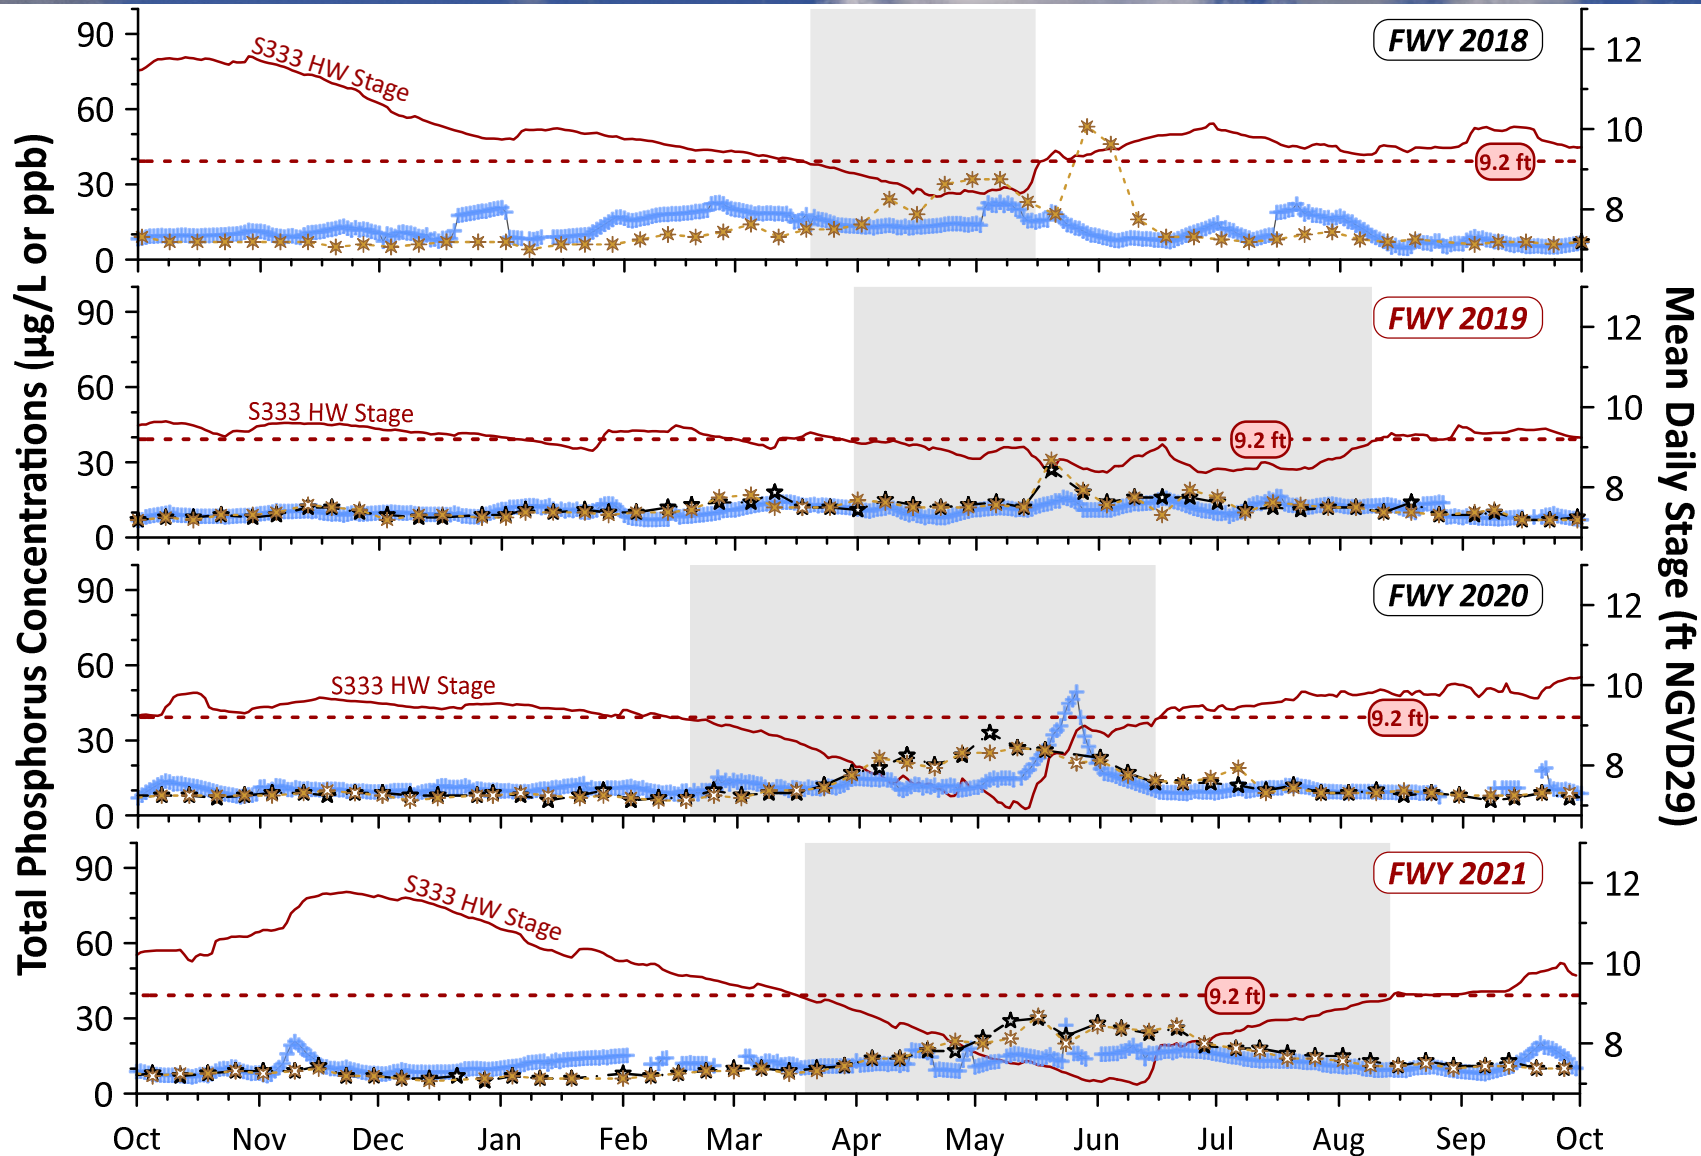 Total Phosphorus Concentrations (µg/L or ppb)
Mean Daily Stage (ft NGVD29)
FWY 2018
S333 HW Stage
9.2 ft
90
60
30
0
12
10
8
FWY 2019
S333 HW Stage
9.2 ft
90
60
30
0
12
10
8
FWY 2020
S333 HW Stage
9.2 ft
90
60
30
0
12
10
8
FWY 2021
S333 HW Stage
9.2 ft
90
60
30
0
12
10
8
Oct Nov Dec Jan Feb Mar Apr May Jun Jul Aug Sep Oct